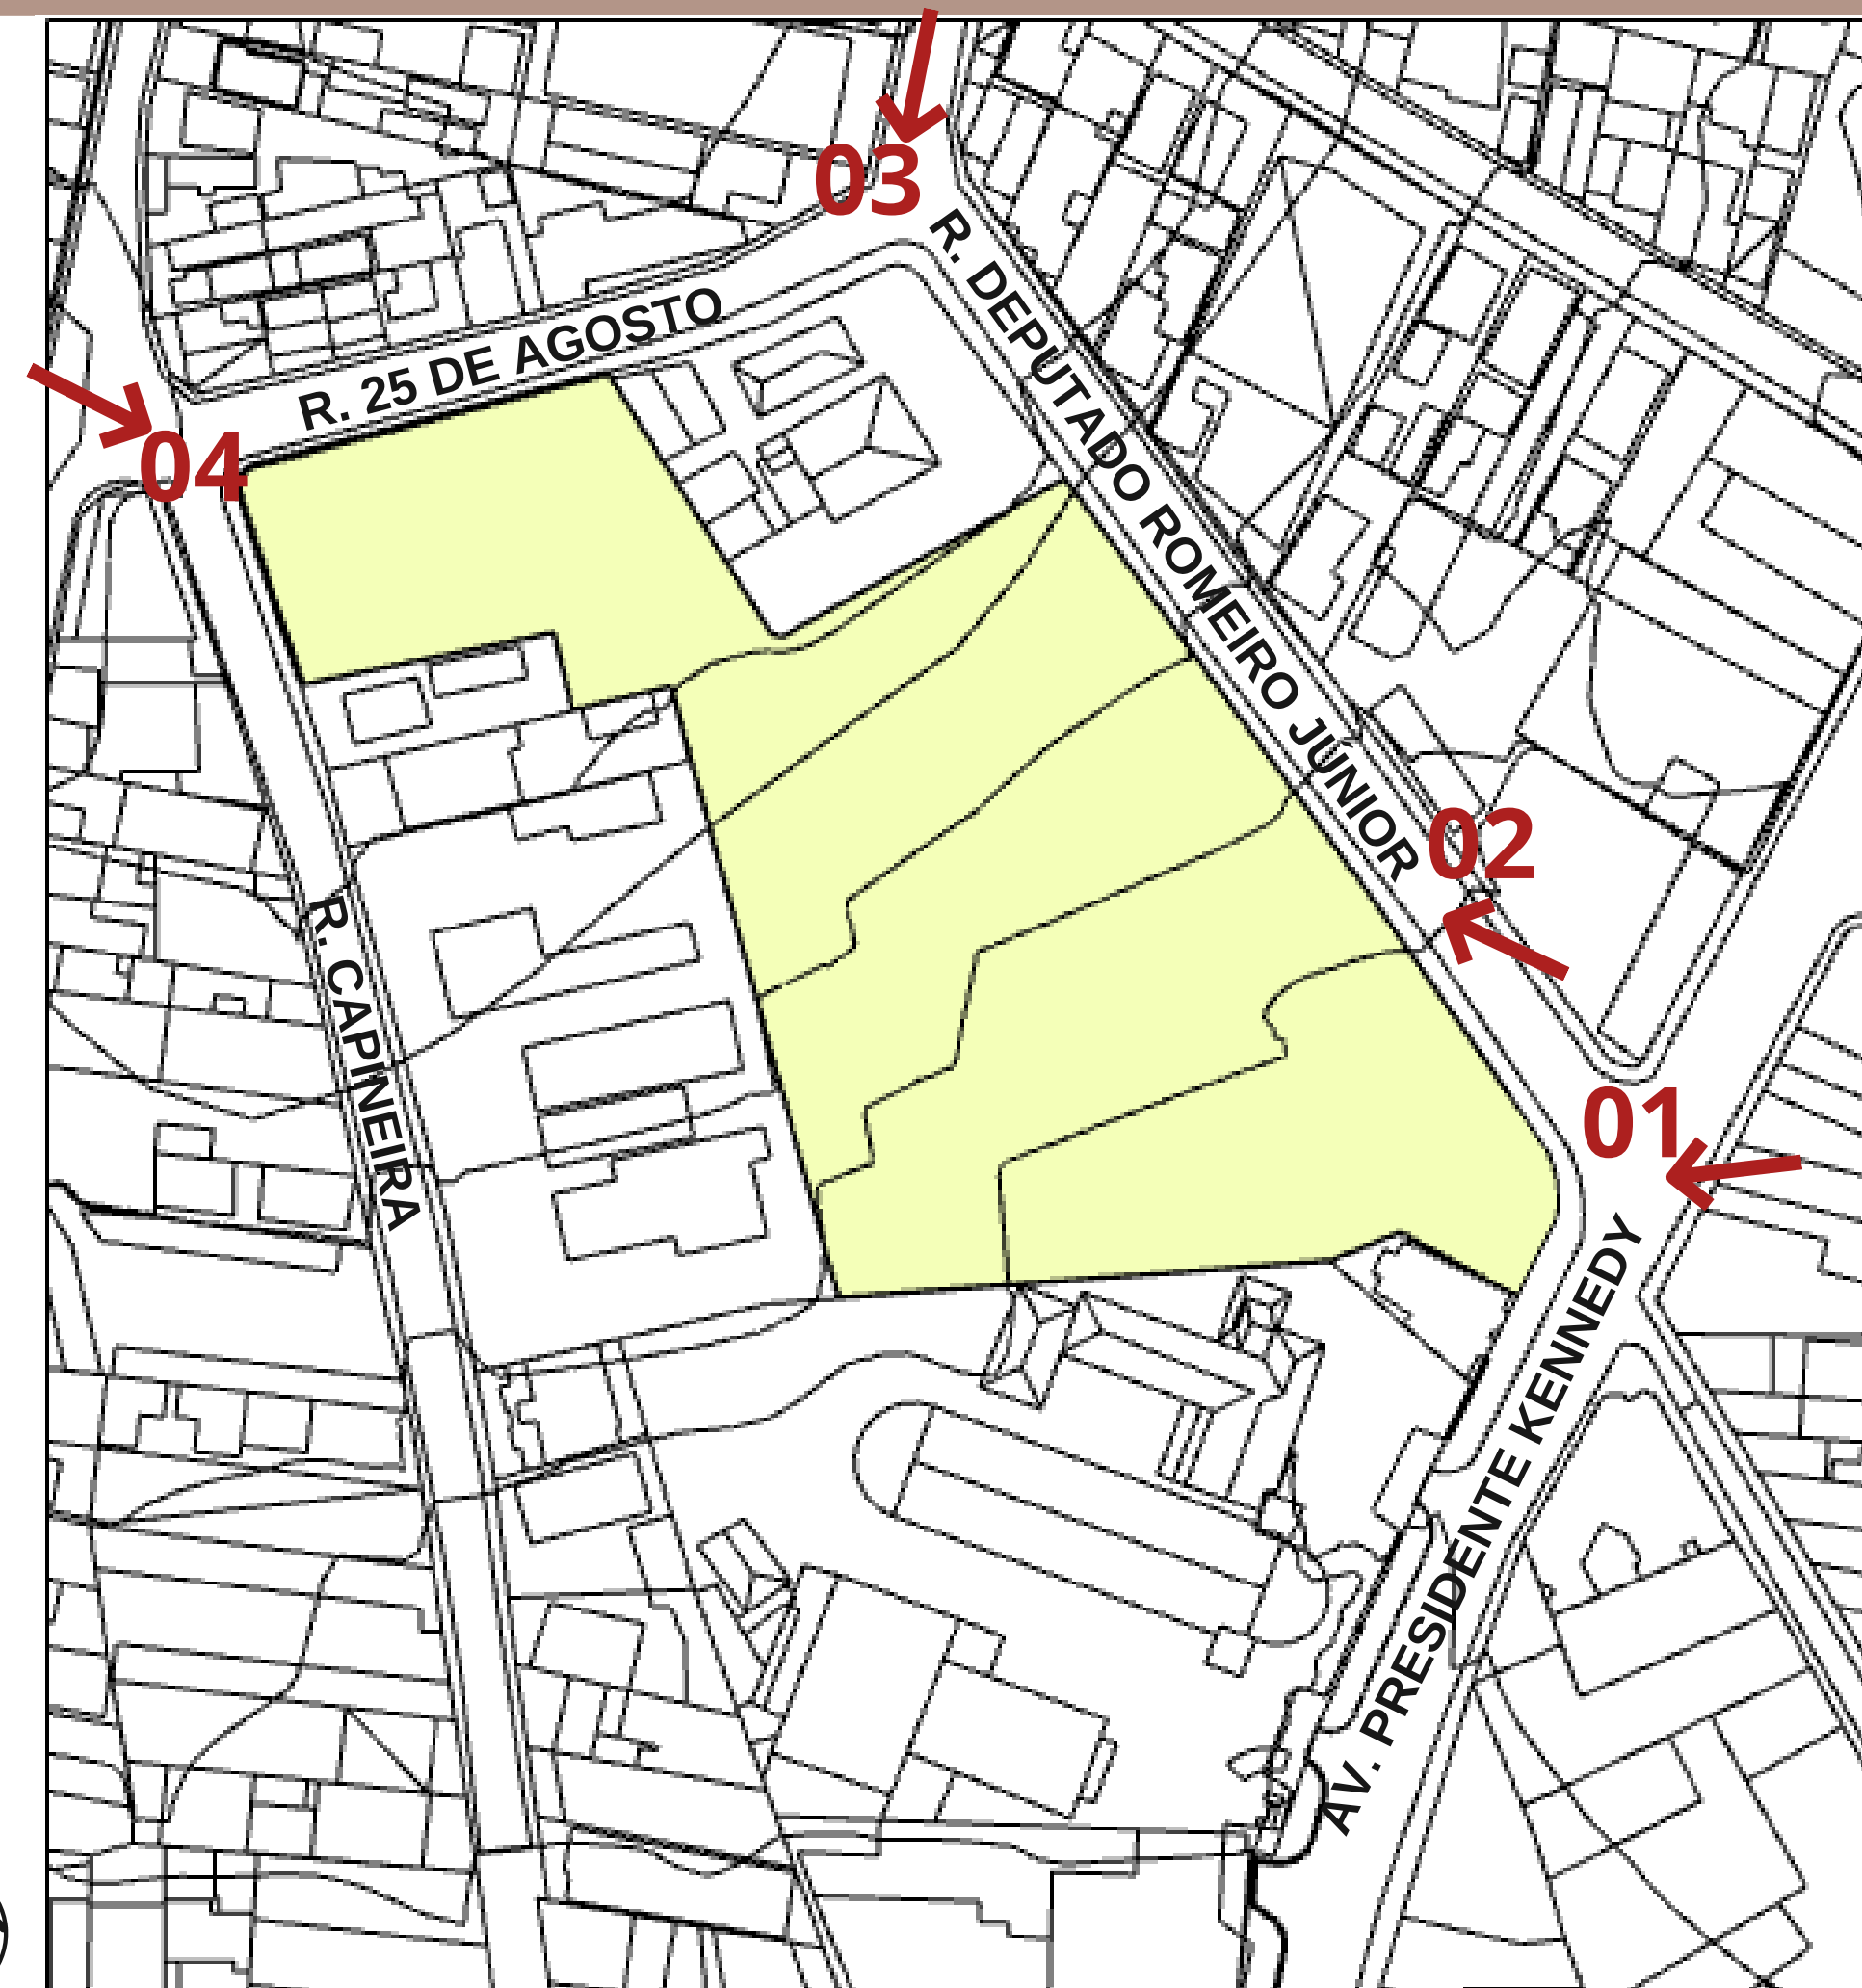 03
R. 25 DE AGOSTO
R. DEPUTADO ROMEIRO JÚNIOR
04
02
R. CAPINEIRA
01
AV. PRESIDENTE KENNEDY